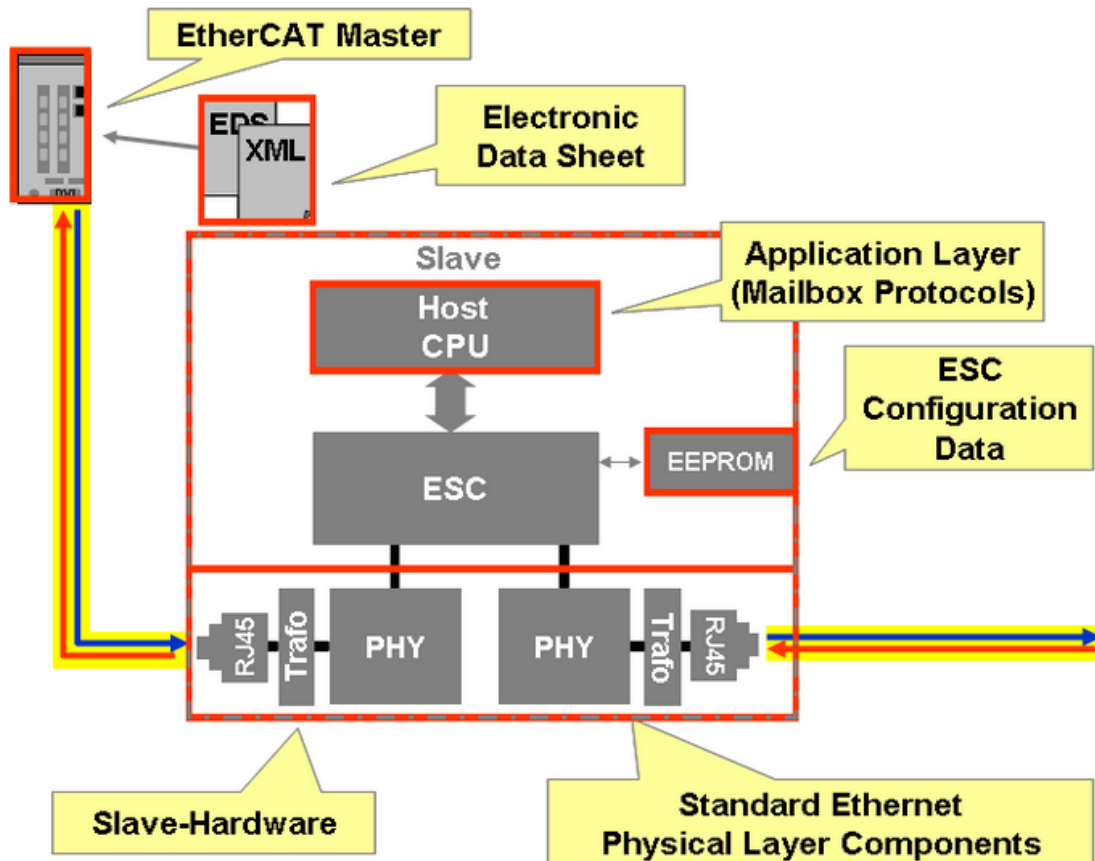 EtherCAT Master
EDS
XML
Electronic
Data Sheet
Slave
Application Layer
(Mailbox Protocols)
Host
CPU
ESC
Configuration
Data
EEPROM
ESC
RJ45
Trafo
PHY
PHY
Trafo
RJ45
Slave-Hardware
Standard Ethernet
Physical Layer Components